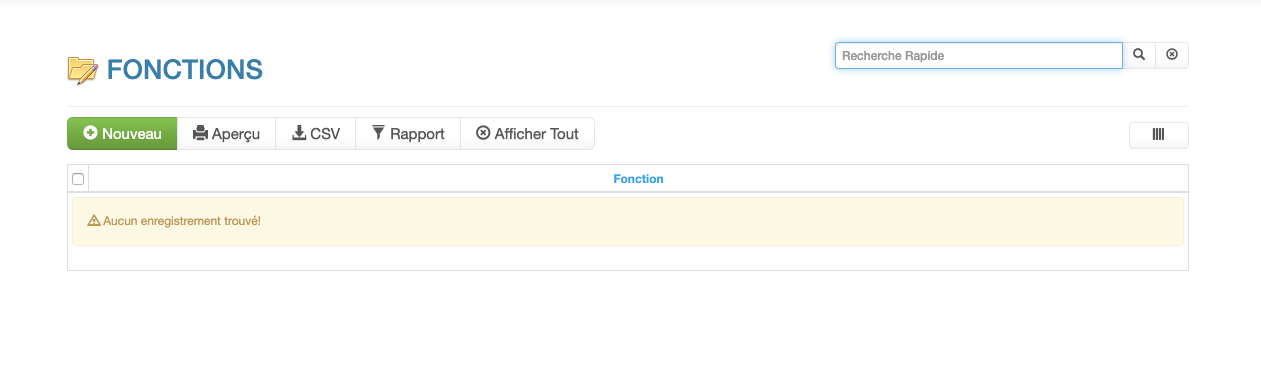 FONCTIONS
Recherche Rapide
Nouveau Aperçu CSV Rapport Afficher Tout
Fonction
Aucun enregistrement trouvé!